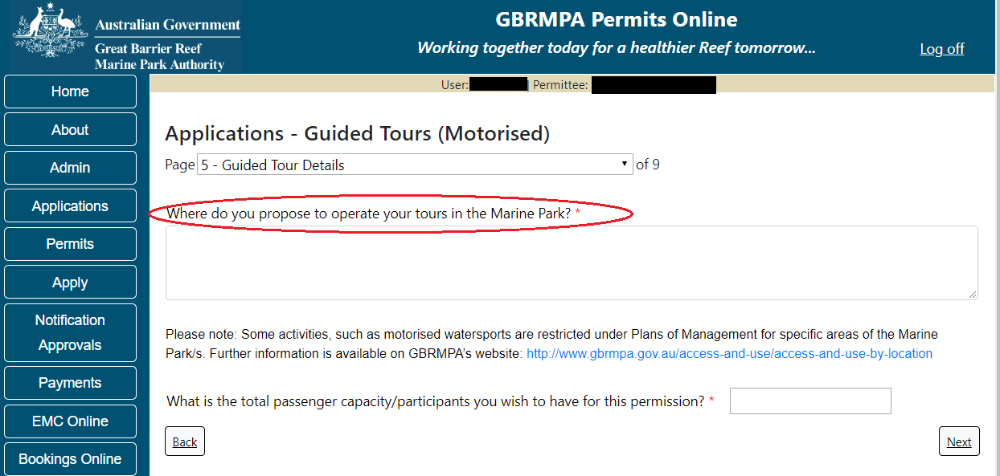 Australian Government
Great Barrier Reef
Marine Park Authority
GBRMPA Permits Online
Working together today for a healthier Reef tomorrow...
Log off
User: | Permittee:
Home
About
Admin
Applications
Permits
Apply
Notification
Approvals
Payments
EMC Online
Bookings Online
Applications - Guided Tours (Motorised)
Page 5 - Guided Tour Details of 9
Where do you propose to operate your tours in the Marine Park? *
Please note: Some activities, such as motorised watersports are restricted under Plans of Management for specific areas of the Marine
Park/s. Further information is available on GBRMPA's website: http://www.gbrmpa.gov.au/access-and-use/access-and-use-by-location
What is the total passenger capacity/participants you wish to have for this permission? *
Back
Next